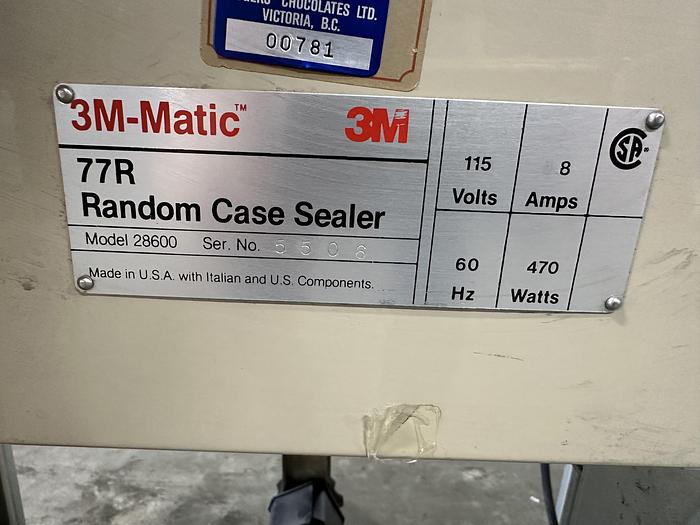 CHOCOLATES LTD.
VICTORIA, B.C.
00781
3M-Matic™
3M
77R
Random Case Sealer
Model 28600 Ser. No. 5506
Made in U.S.A. with Italian and U.S. Components.
115
Volts
8
Amps
60
Hz
470
Watts
SA®